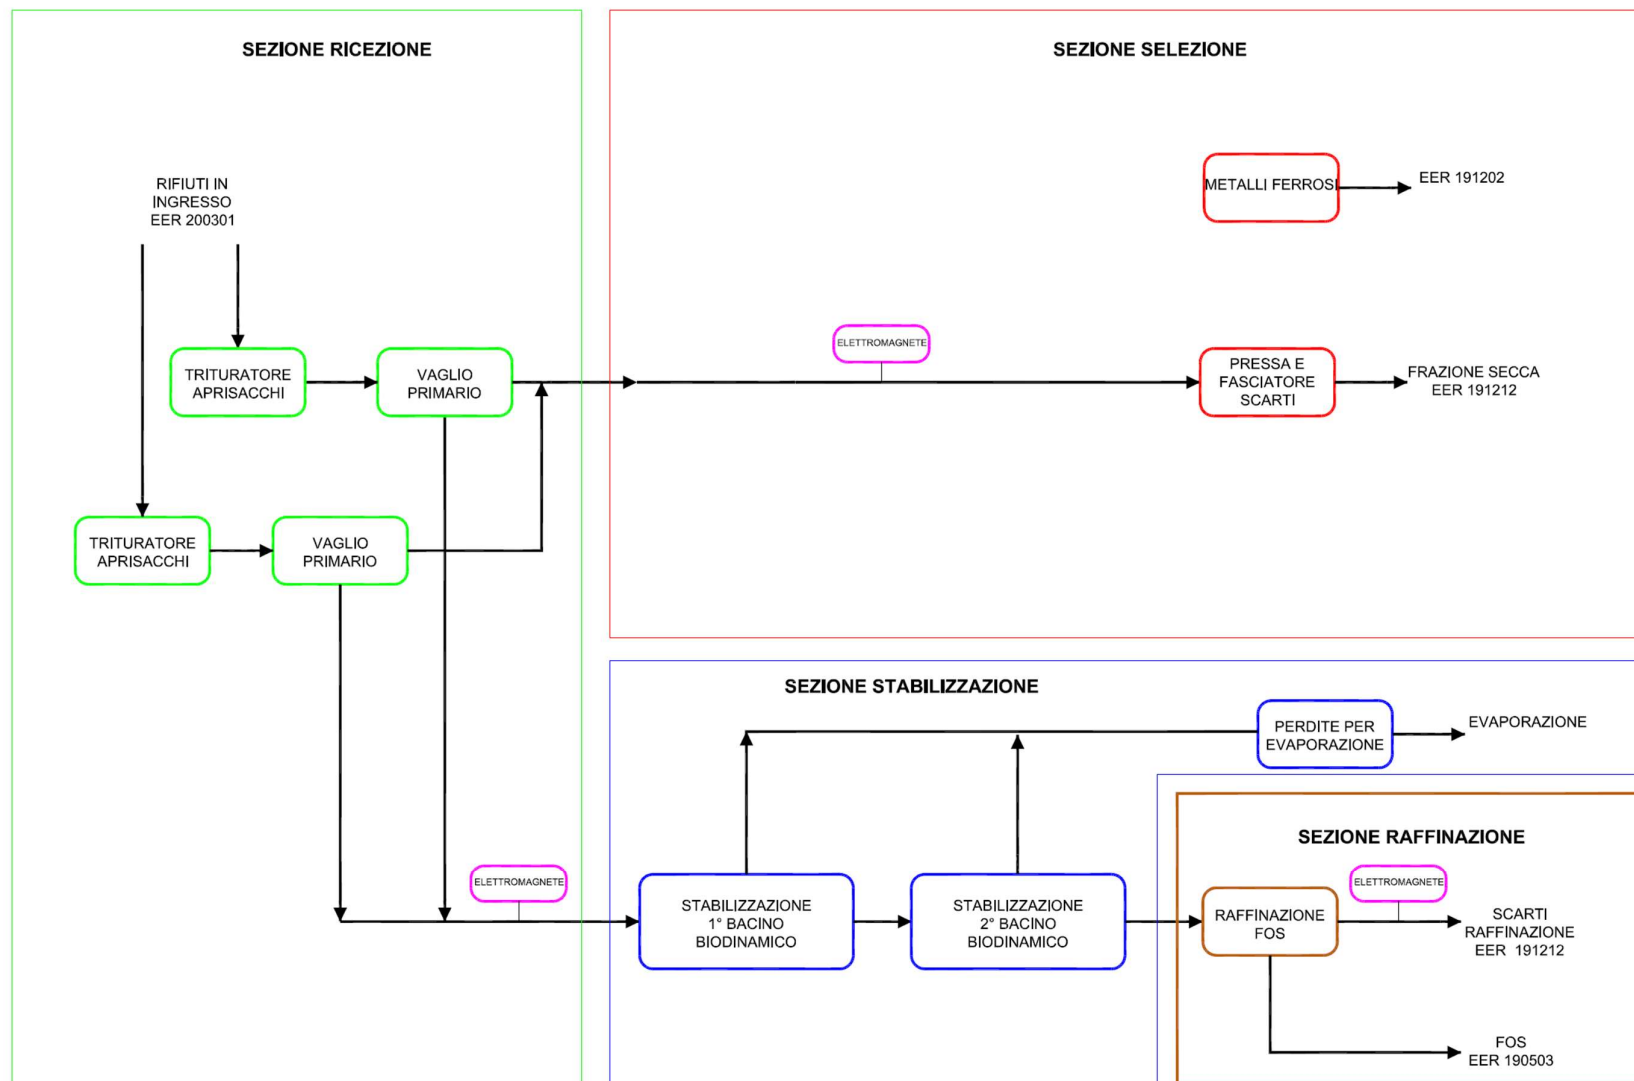 SEZIONE RICEZIONE
RIFIUTI IN
INGRESSO
EER 200301
TRITURATORE
APRISACCHI
VAGLIO
PRIMARIO
TRITURATORE
APRISACCHI
VAGLIO
PRIMARIO
ELETTROMAGNETE
SEZIONE SELEZIONE
METALLI FERROSI
EER 191202
ELETTROMAGNETE
PRESSA E
FASCIATORE
SCARTI
FRAZIONE SECCA
EER 191212
SEZIONE STABILIZZAZIONE
PERDITE PER
EVAPORAZIONE
EVAPORAZIONE
STABILIZZAZIONE
1° BACINO
BIODINAMICO
STABILIZZAZIONE
2° BACINO
BIODINAMICO
SEZIONE RAFFINAZIONE
ELETTROMAGNETE
RAFFINAZIONE
FOS
SCARTI
RAFFINAZIONE
EER 191212
FOS
EER 190503